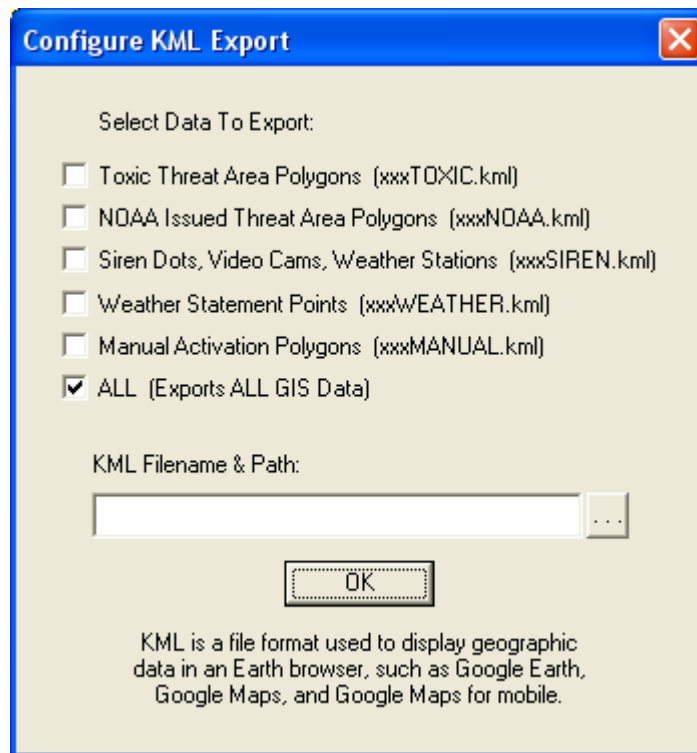 Configure KML Export
Select Data To Export:
Toxic Threat Area Polygons (xxxTOXIC.kml)
NOAA Issued Threat Area Polygons (xxxNOAA.kml)
Siren Dots, Video Cams, Weather Stations (xxxSIREN.kml)
Weather Statement Points (xxxWEATHER.kml)
Manual Activation Polygons (xxxMANUAL.kml)
ALL (Exports ALL GIS Data)
KML Filename & Path:
...
OK
KML is a file format used to display geographic
data in an Earth browser, such as Google Earth,
Google Maps, and Google Maps for mobile.